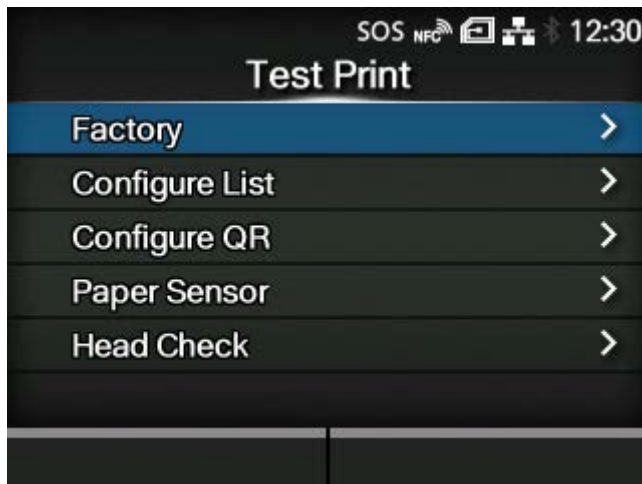 SOS NFC 12:30
Test Print
Factory
Configure List
Configure QR
Paper Sensor
Head Check